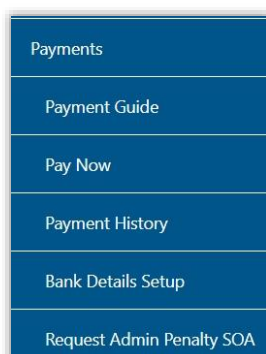 Payments
Payment Guide
Pay Now
Payment History
Bank Details Setup
Request Admin Penalty SOA